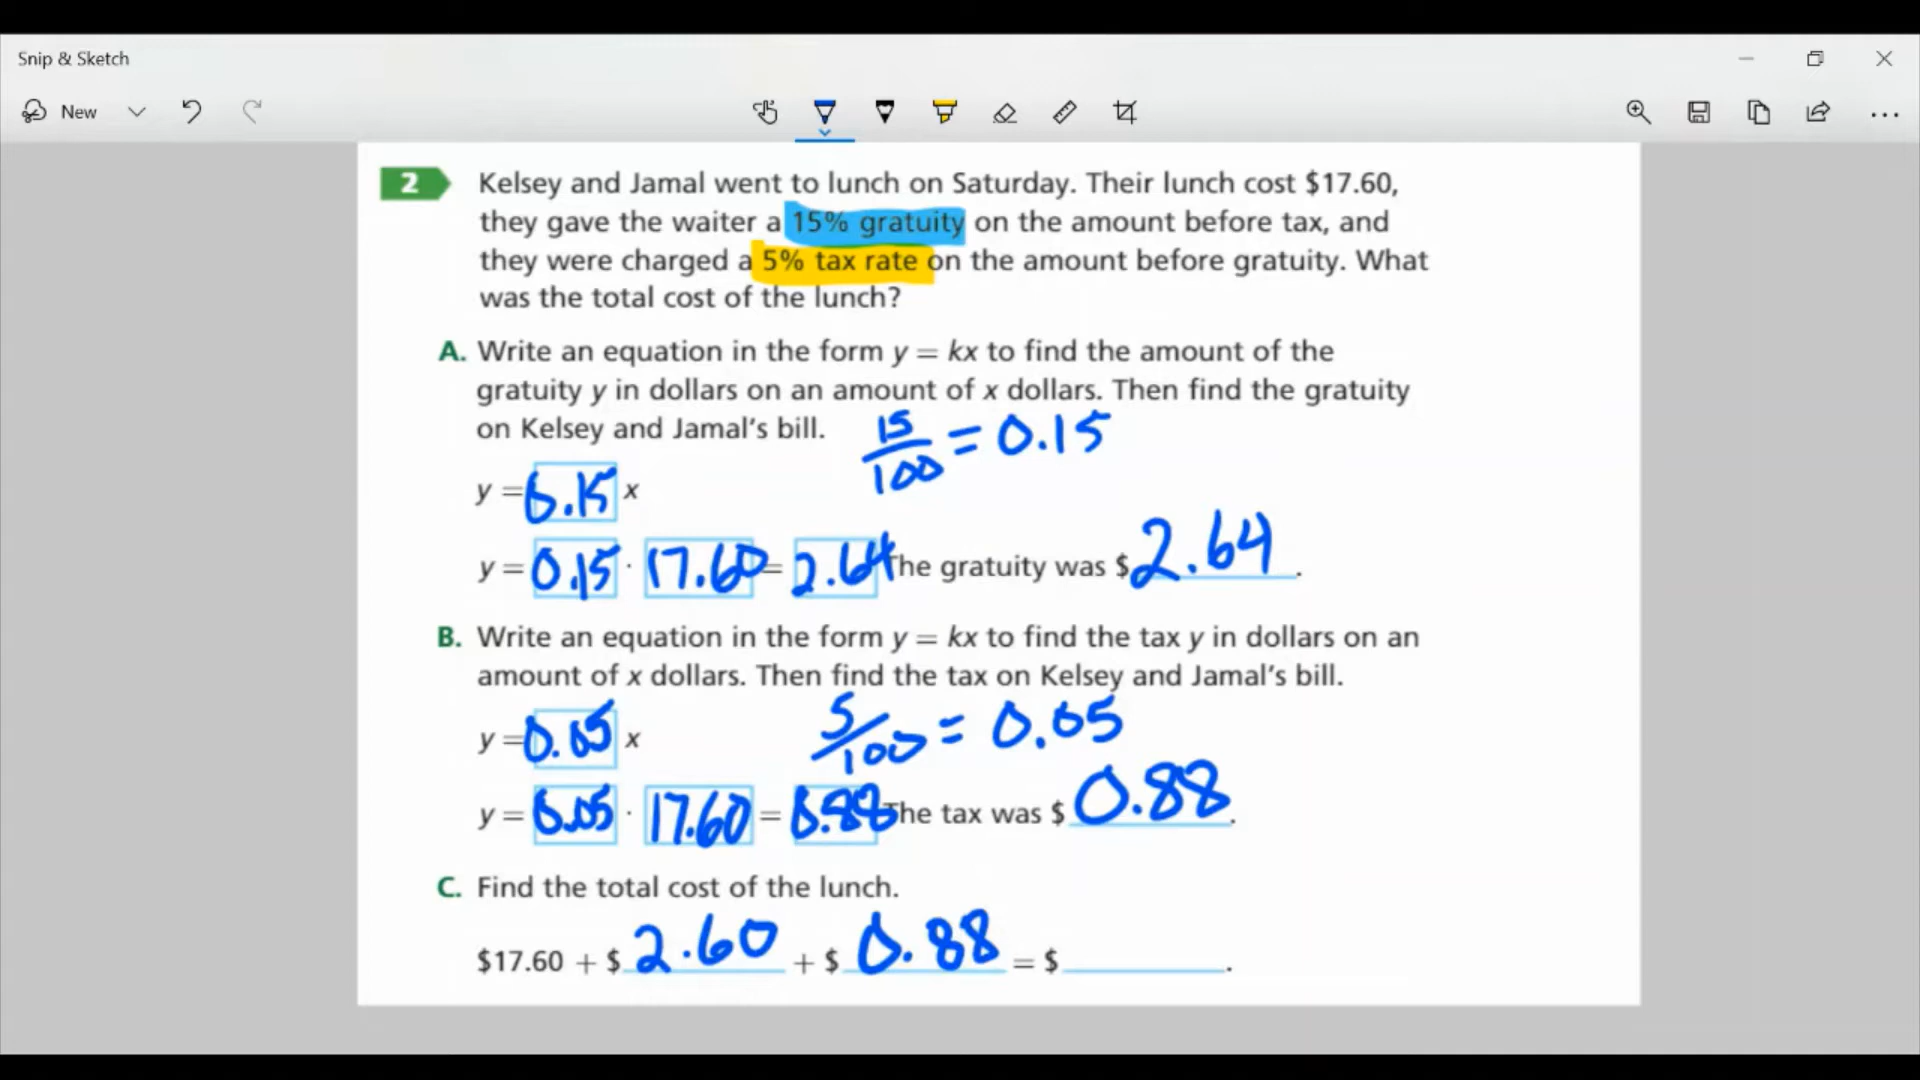 Snip & Sketch
New
2
Kelsey and Jamal went to lunch on Saturday. Their lunch cost $17.60,
they gave the waiter a 15% gratuity on the amount before tax, and
they were charged a 5% tax rate on the amount before gratuity. What
was the total cost of the lunch?
A. Write an equation in the form y = kx to find the amount of the
gratuity y in dollars on an amount of x dollars. Then find the gratuity
on Kelsey and Jamal's bill. 15/100 = 0.15
y = 0.15 x
y = 0.15 · 17.60 = 2.64 The gratuity was $ 2.64.
B. Write an equation in the form y = kx to find the tax y in dollars on an
amount of x dollars. Then find the tax on Kelsey and Jamal's bill.
y = 0.05 x 5/100 = 0.05
y = 0.05 · 17.60 = 0.88 The tax was $ 0.88.
C. Find the total cost of the lunch.
$17.60 + $ 2.60 + $ 0.88 = $ ______.